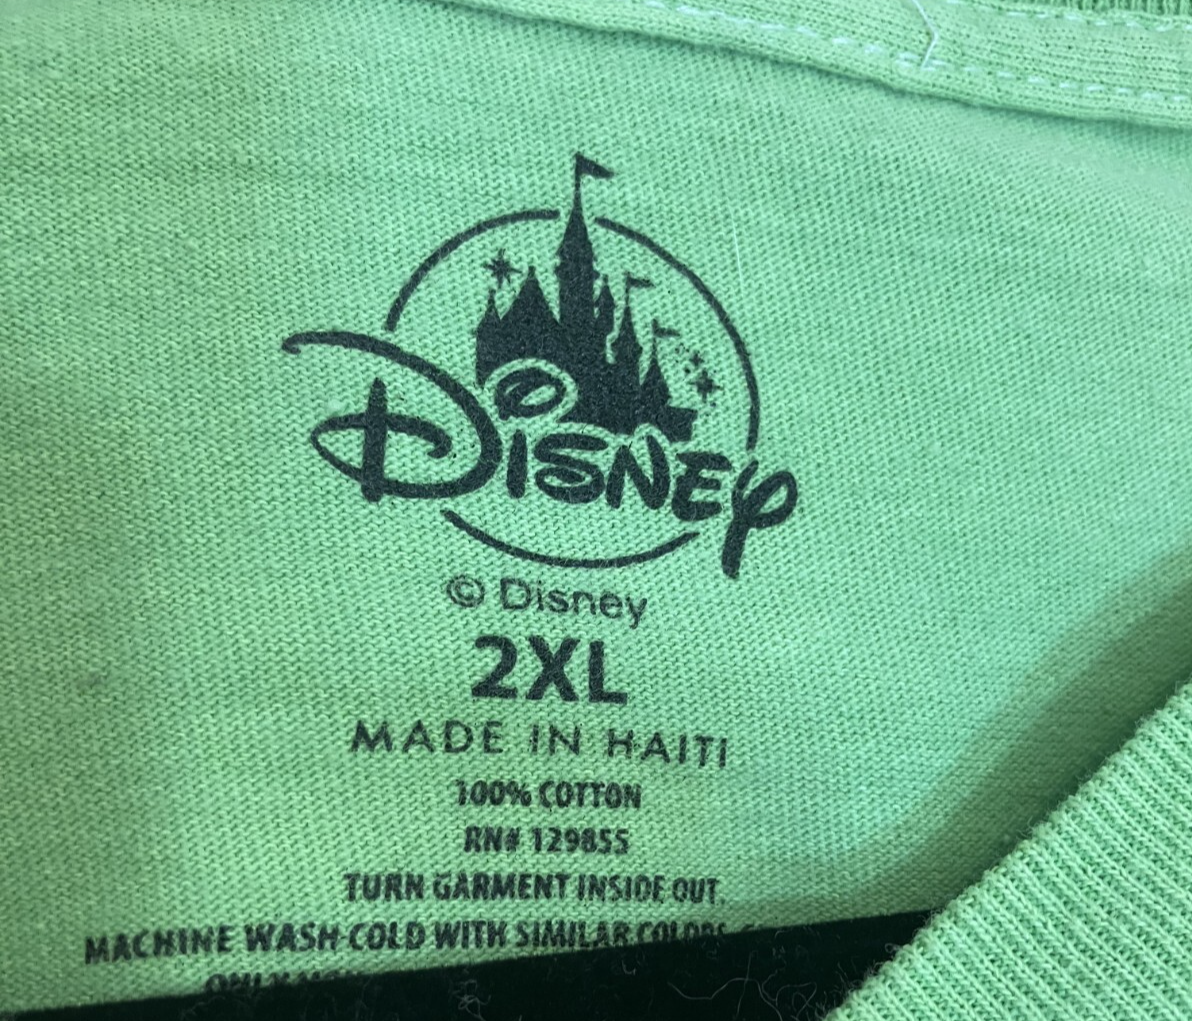 Disney
© Disney
2XL
MADE IN HAITI
100% COTTON
RN# 129855
TURN GARMENT INSIDE OUT.
MACHINE WASH COLD WITH SIMILAR COLORS